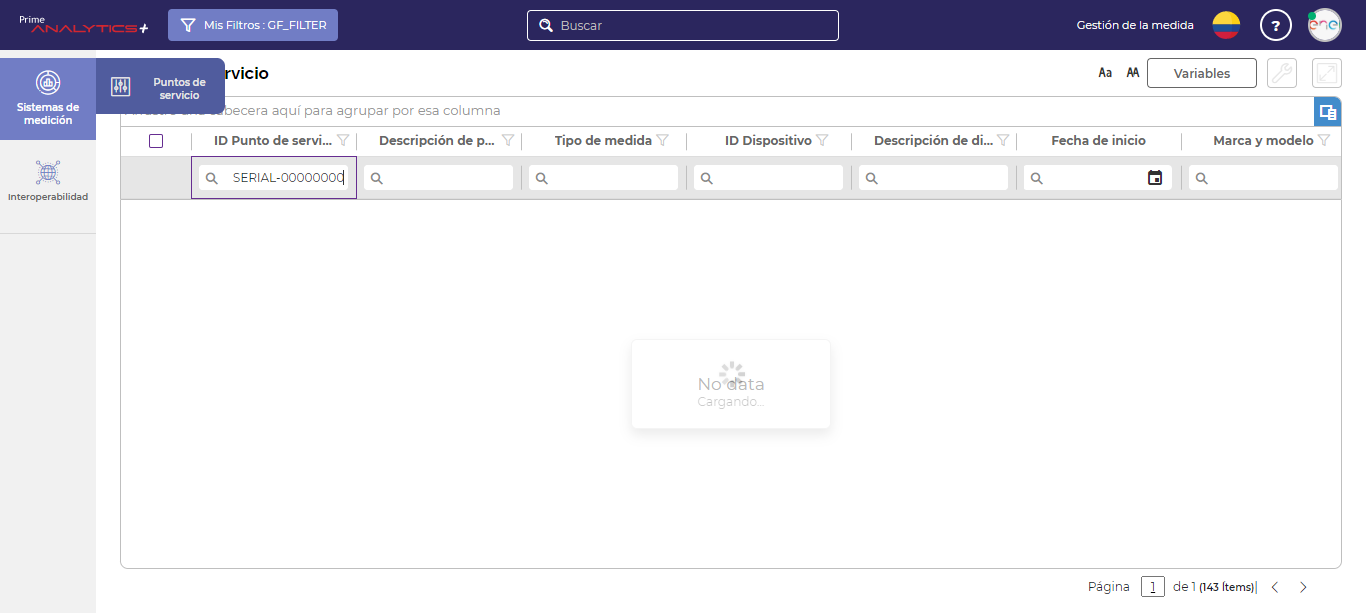 Prime
ANALYTICS+
Mis Filtros : GF_FILTER
Buscar
Gestión de la medida
?
ene
Sistemas de
medición
Puntos de
servicio
rvicio
Aa
AA
Variables
cabecera aquí para agrupar por esa columna
ID Punto de servi...
Descripción de p...
Tipo de medida
ID Dispositivo
Descripción de di...
Fecha de inicio
Marca y modelo
SERIAL-00000000
Interoperabilidad
No data
Cargando...
Página 1 de 1 (143 Ítems)